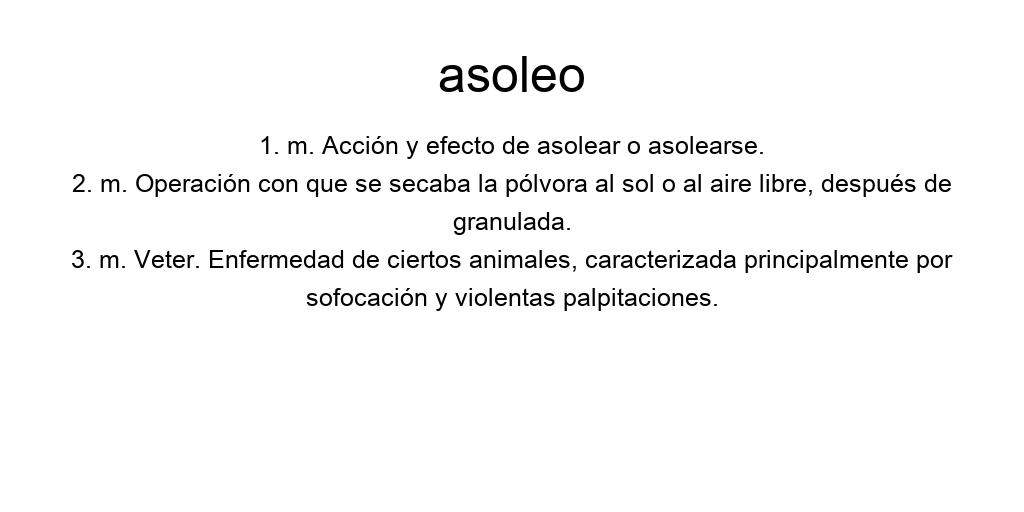 asoleo
1. m. Acción y efecto de asolear o asolearse.
2. m. Operación con que se secaba la pólvora al sol o al aire libre, después de
granulada.
3. m. Veter. Enfermedad de ciertos animales, caracterizada principalmente por
sofocación y violentas palpitaciones.